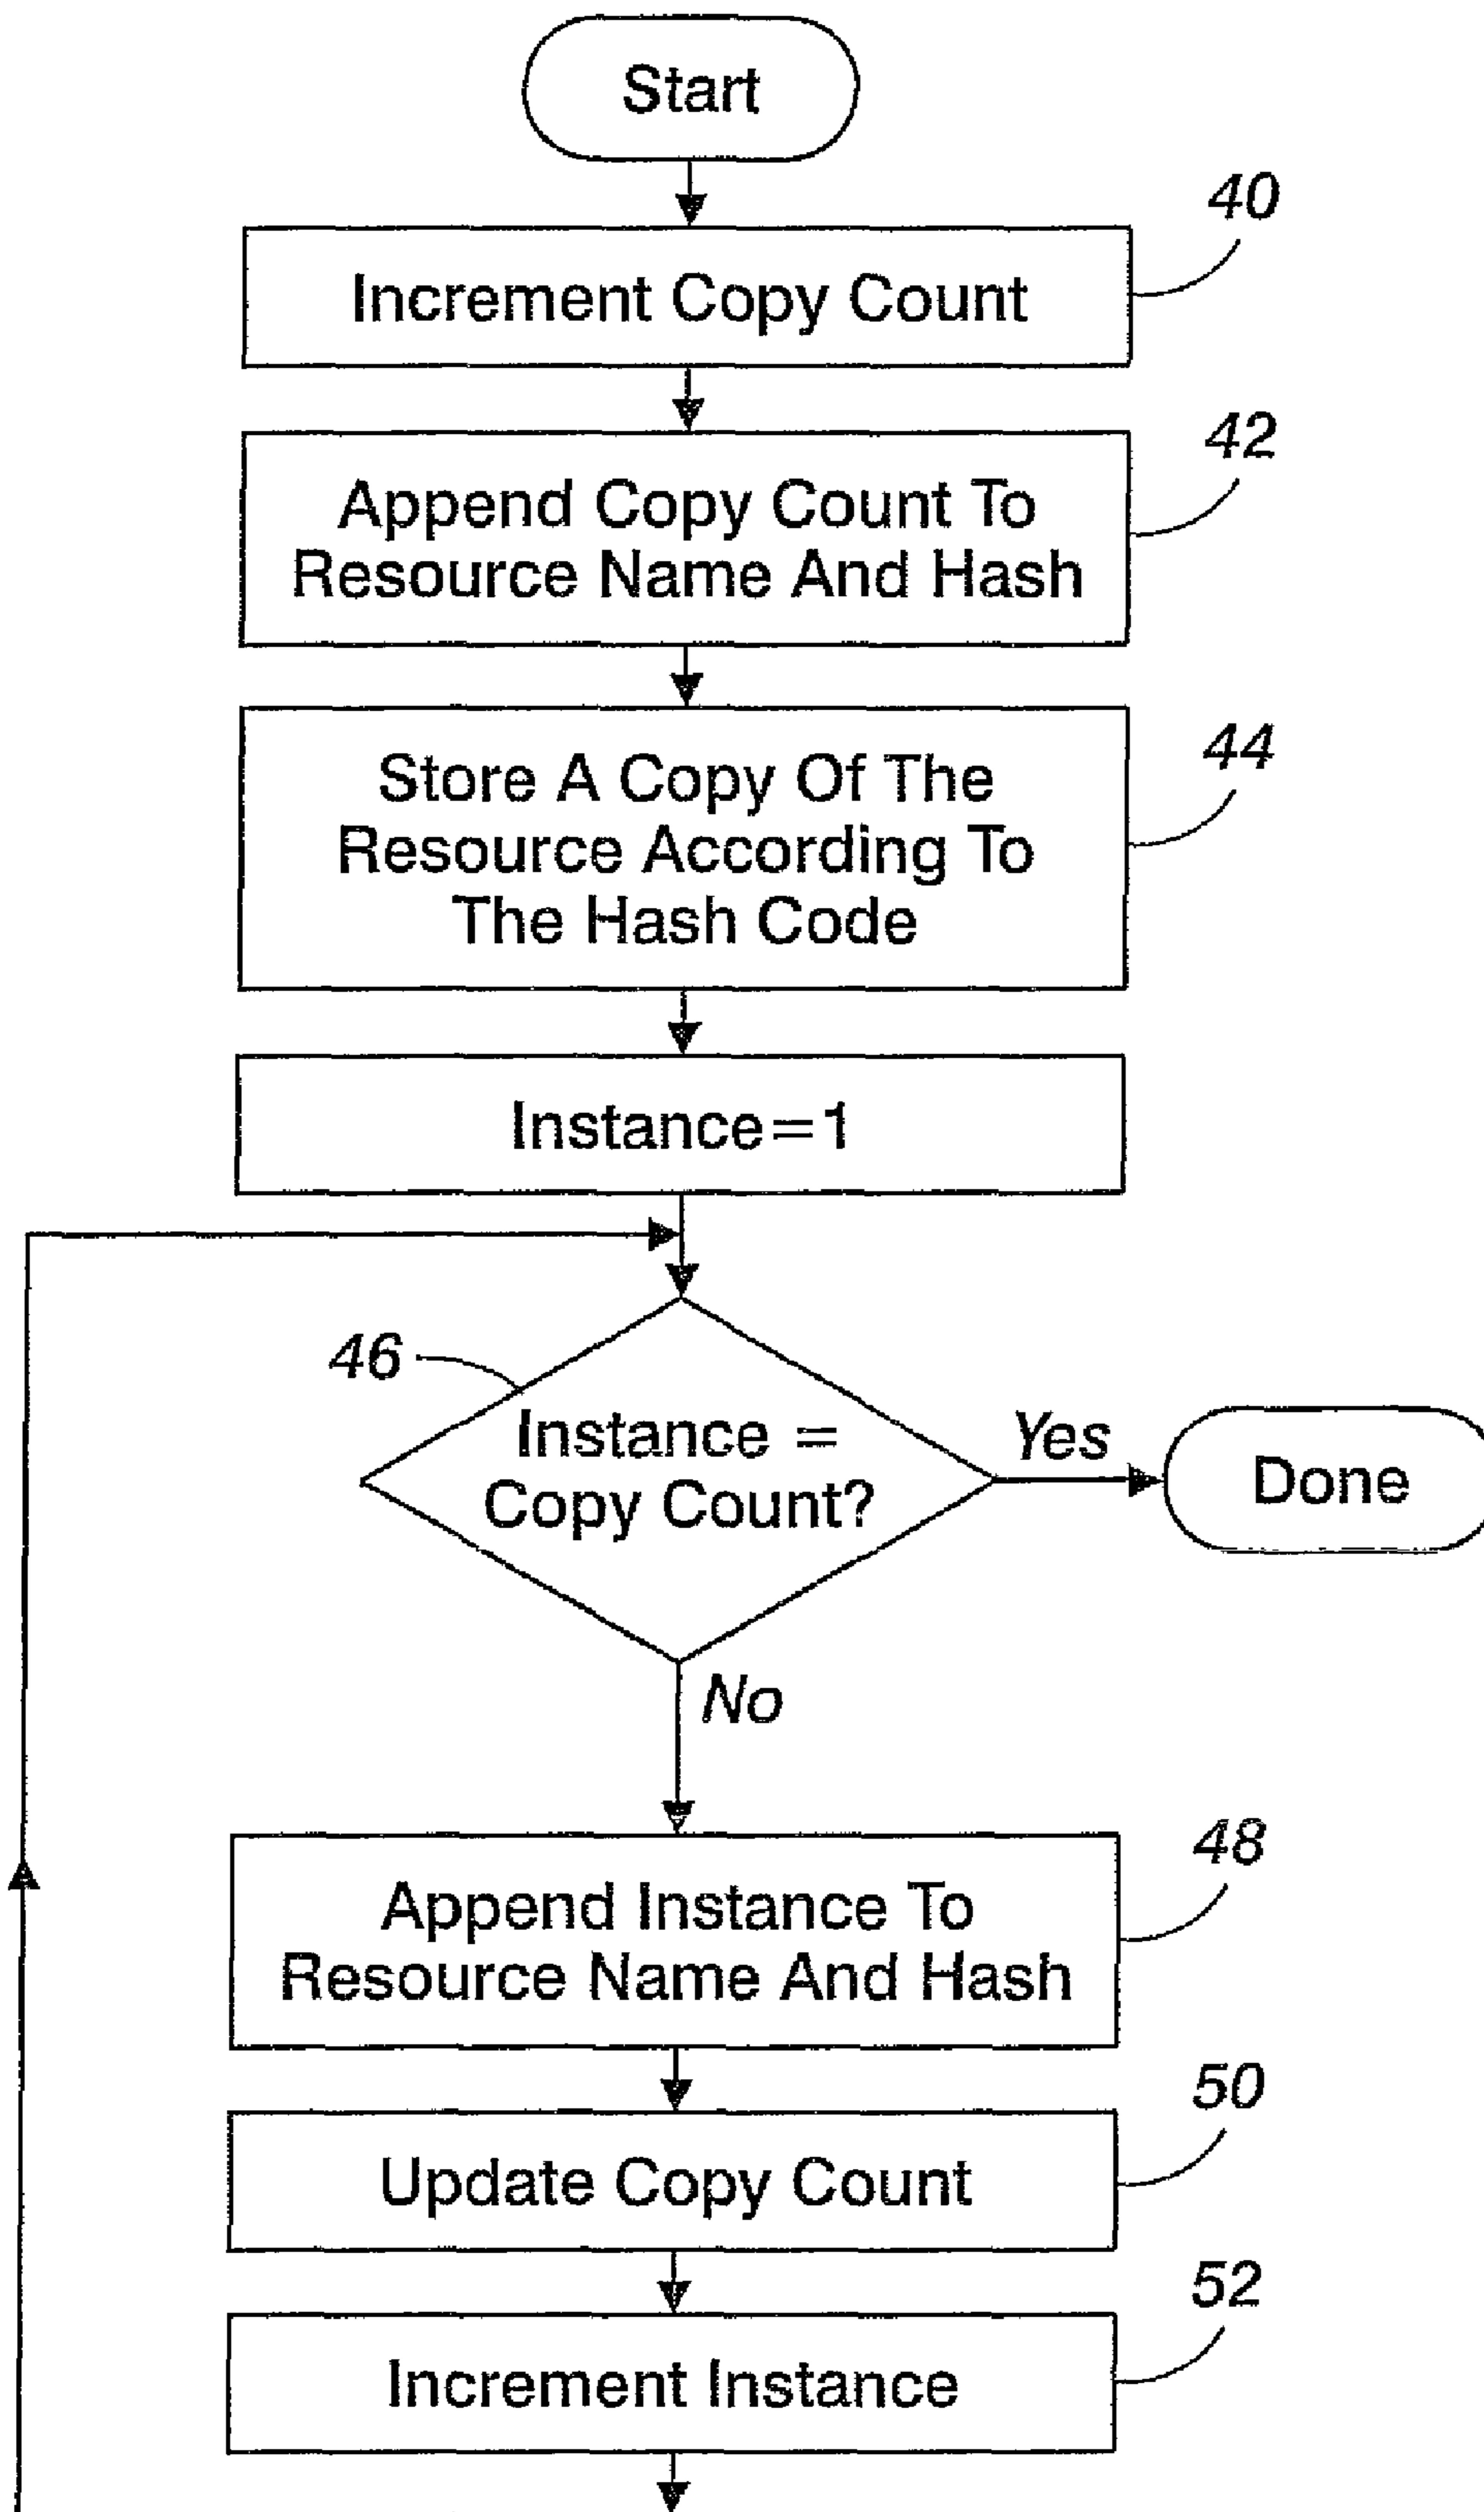 Start
40
Increment Copy Count
42
Append Copy Count To
Resource Name And Hash
44
Store A Copy Of The
Resource According To
The Hash Code
Instance=1
46
Instance =
Copy Count?
Yes
Done
No
48
Append Instance To
Resource Name And Hash
50
Update Copy Count
52
Increment Instance